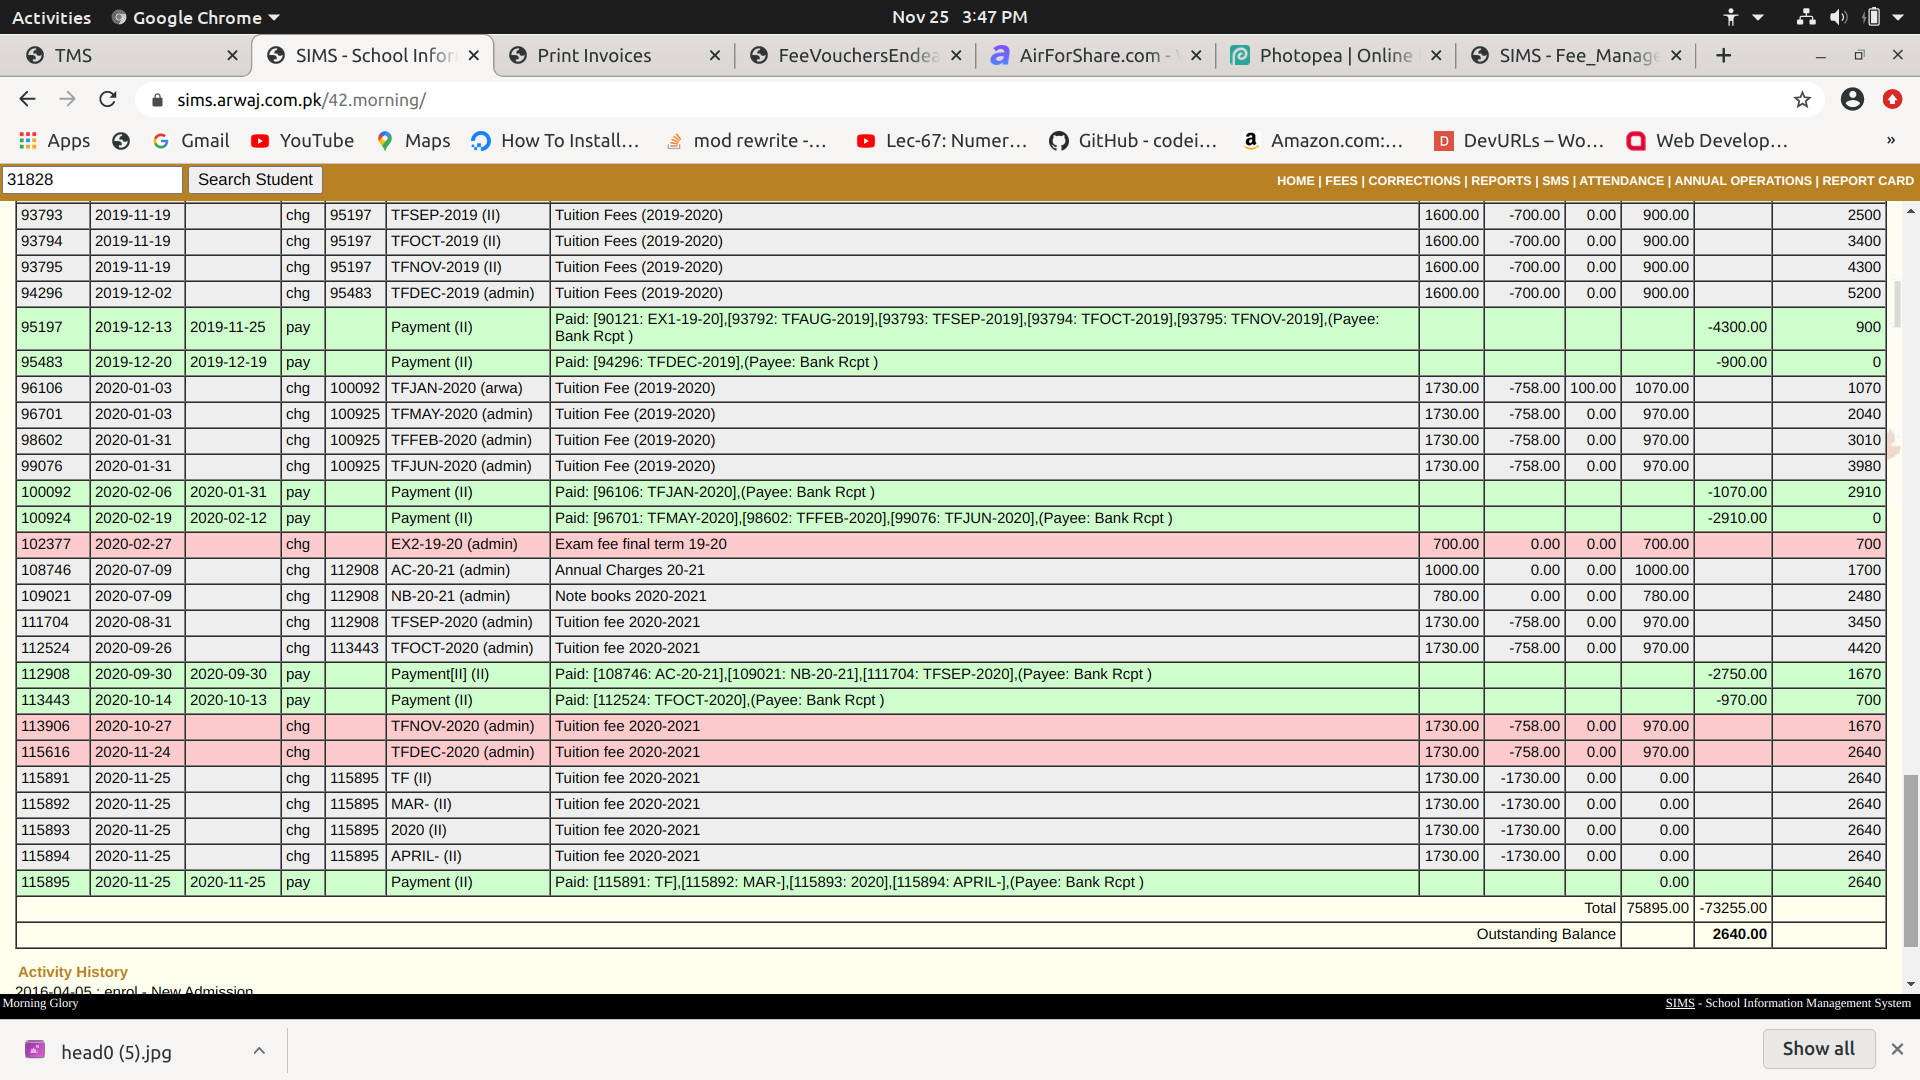 Activities Google Chrome Nov 25 3:47 PM
TMS SIMS - School Infor Print Invoices FeeVouchersEndea AirForShare.com - Photopea | Online SIMS - Fee_Manage
sims.arwaj.com.pk/42.morning/
Apps Gmail YouTube Maps How To Install… mod rewrite -… Lec-67: Numer… GitHub - codei… Amazon.com:… DevURLs – Wo… Web Develop… »
31828 Search Student HOME | FEES | CORRECTIONS | REPORTS | SMS | ATTENDANCE | ANNUAL OPERATIONS | REPORT CARD
93793 2019-11-19 chg 95197 TFSEP-2019 (II) Tuition Fees (2019-2020) 1600.00 -700.00 0.00 900.00 2500
93794 2019-11-19 chg 95197 TFOCT-2019 (II) Tuition Fees (2019-2020) 1600.00 -700.00 0.00 900.00 3400
93795 2019-11-19 chg 95197 TFNOV-2019 (II) Tuition Fees (2019-2020) 1600.00 -700.00 0.00 900.00 4300
94296 2019-12-02 chg 95483 TFDEC-2019 (admin) Tuition Fees (2019-2020) 1600.00 -700.00 0.00 900.00 5200
95197 2019-12-13 2019-11-25 pay Payment (II) Paid: [90121: EX1-19-20],[93792: TFAUG-2019],[93793: TFSEP-2019],[93794: TFOCT-2019],[93795: TFNOV-2019],(Payee: -4300.00 900
Bank Rcpt )
95483 2019-12-20 2019-12-19 pay Payment (II) Paid: [94296: TFDEC-2019],(Payee: Bank Rcpt ) -900.00 0
96106 2020-01-03 chg 100092 TFJAN-2020 (arwa) Tuition Fee (2019-2020) 1730.00 -758.00 100.00 1070.00 1070
96701 2020-01-03 chg 100925 TFMAY-2020 (admin) Tuition Fee (2019-2020) 1730.00 -758.00 0.00 970.00 2040
98602 2020-01-31 chg 100925 TFFEB-2020 (admin) Tuition Fee (2019-2020) 1730.00 -758.00 0.00 970.00 3010
99076 2020-01-31 chg 100925 TFJUN-2020 (admin) Tuition Fee (2019-2020) 1730.00 -758.00 0.00 970.00 3980
100092 2020-02-06 2020-01-31 pay Payment (II) Paid: [96106: TFJAN-2020],(Payee: Bank Rcpt ) -1070.00 2910
100924 2020-02-19 2020-02-12 pay Payment (II) Paid: [96701: TFMAY-2020],[98602: TFFEB-2020],[99076: TFJUN-2020],(Payee: Bank Rcpt ) -2910.00 0
102377 2020-02-27 chg EX2-19-20 (admin) Exam fee final term 19-20 700.00 0.00 0.00 700.00 700
108746 2020-07-09 chg 112908 AC-20-21 (admin) Annual Charges 20-21 1000.00 0.00 0.00 1000.00 1700
109021 2020-07-09 chg 112908 NB-20-21 (admin) Note books 2020-2021 780.00 0.00 0.00 780.00 2480
111704 2020-08-31 chg 112908 TFSEP-2020 (admin) Tuition fee 2020-2021 1730.00 -758.00 0.00 970.00 3450
112524 2020-09-26 chg 113443 TFOCT-2020 (admin) Tuition fee 2020-2021 1730.00 -758.00 0.00 970.00 4420
112908 2020-09-30 2020-09-30 pay Payment[II] (II) Paid: [108746: AC-20-21],[109021: NB-20-21],[111704: TFSEP-2020],(Payee: Bank Rcpt ) -2750.00 1670
113443 2020-10-14 2020-10-13 pay Payment (II) Paid: [112524: TFOCT-2020],(Payee: Bank Rcpt ) -970.00 700
113906 2020-10-27 chg TFNOV-2020 (admin) Tuition fee 2020-2021 1730.00 -758.00 0.00 970.00 1670
115616 2020-11-24 chg TFDEC-2020 (admin) Tuition fee 2020-2021 1730.00 -758.00 0.00 970.00 2640
115891 2020-11-25 chg 115895 TF (II) Tuition fee 2020-2021 1730.00 -1730.00 0.00 0.00 2640
115892 2020-11-25 chg 115895 MAR- (II) Tuition fee 2020-2021 1730.00 -1730.00 0.00 0.00 2640
115893 2020-11-25 chg 115895 2020 (II) Tuition fee 2020-2021 1730.00 -1730.00 0.00 0.00 2640
115894 2020-11-25 chg 115895 APRIL- (II) Tuition fee 2020-2021 1730.00 -1730.00 0.00 0.00 2640
115895 2020-11-25 2020-11-25 pay Payment (II) Paid: [115891: TF],[115892: MAR-],[115893: 2020],[115894: APRIL-],(Payee: Bank Rcpt ) 0.00 2640
Total 75895.00 -73255.00
Outstanding Balance 2640.00
Activity History
2016-04-05 : enrol - New Admission
Morning Glory SIMS - School Information Management System
head0 (5).jpg Show all